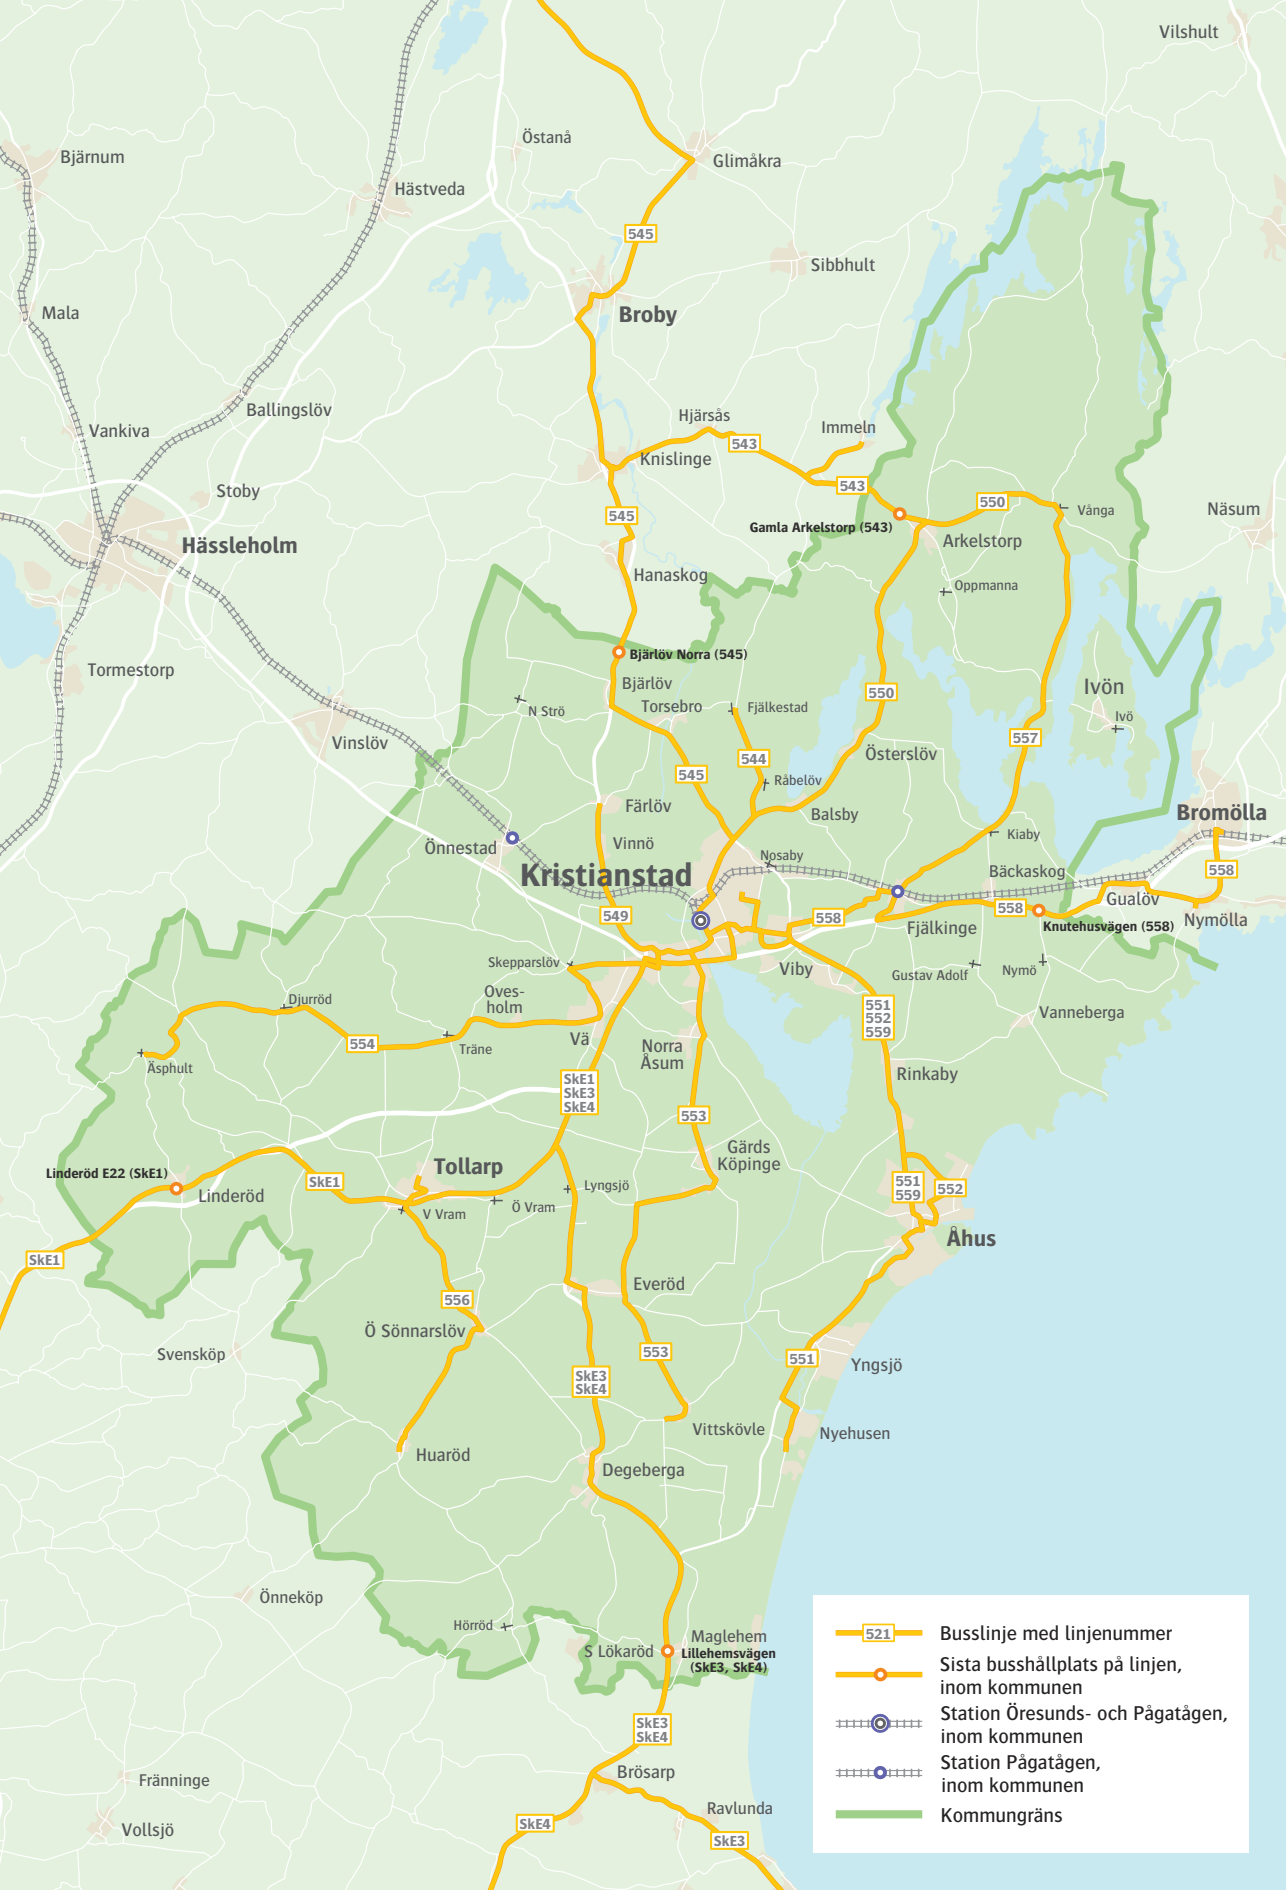 Vilshult
Östanå
Bjärnum
Glimåkra
Hästveda
545
Sibbhult
Mala
Broby
Ballingslöv
Hjärsås
Vankiva
Immeln
543
Knislinge
543
Stoby
550
Vånga
Näsum
545
Gamla Arkelstorp (543)
Hässleholm
Arkelstorp
Hanaskog
Oppmanna
Bjärlöv Norra (545)
Tormestorp
Bjärlöv
Ivön
550
Torsebro
Fjälkestad
N Strö
Ivö
557
Vinslöv
Österslöv
544
545
Råbelöv
Färlöv
Balsby
Bromölla
Kiaby
Vinnö
Önnestad
Nosaby
Kristianstad
Bäckaskog
558
Gualöv
558
549
558
Nymölla
Fjälkinge
Knutehusvägen (558)
Skepparslöv
Viby
Gustav Adolf
Nymö
Oves-
holm
Djurröd
551
552
559
Vanneberga
Vä
554
Träne
Norra
Åsum
Äsphult
Rinkaby
SkE1
SkE3
SkE4
553
Gärds
Köpinge
Tollarp
Linderöd E22 (SkE1)
SkE1
551
559
552
Lyngsjö
Linderöd
Ö Vram
V Vram
Åhus
SkE1
Everöd
556
Ö Sönnarslöv
553
Svensköp
551
Yngsjö
SkE3
SkE4
Vittskövle
Nyehusen
Huaröd
Degeberga
Önneköp
Hörröd
Maglehem
S Lökaröd
Lillehemsvägen
(SkE3, SkE4)
SkE3
SkE4
Brösarp
Fränninge
Ravlunda
SkE4
Vollsjö
SkE3
521
Busslinje med linjenummer
Sista busshållplats på linjen,
inom kommunen
Station Öresunds- och Pågatågen,
inom kommunen
Station Pågatågen,
inom kommunen
Kommungräns